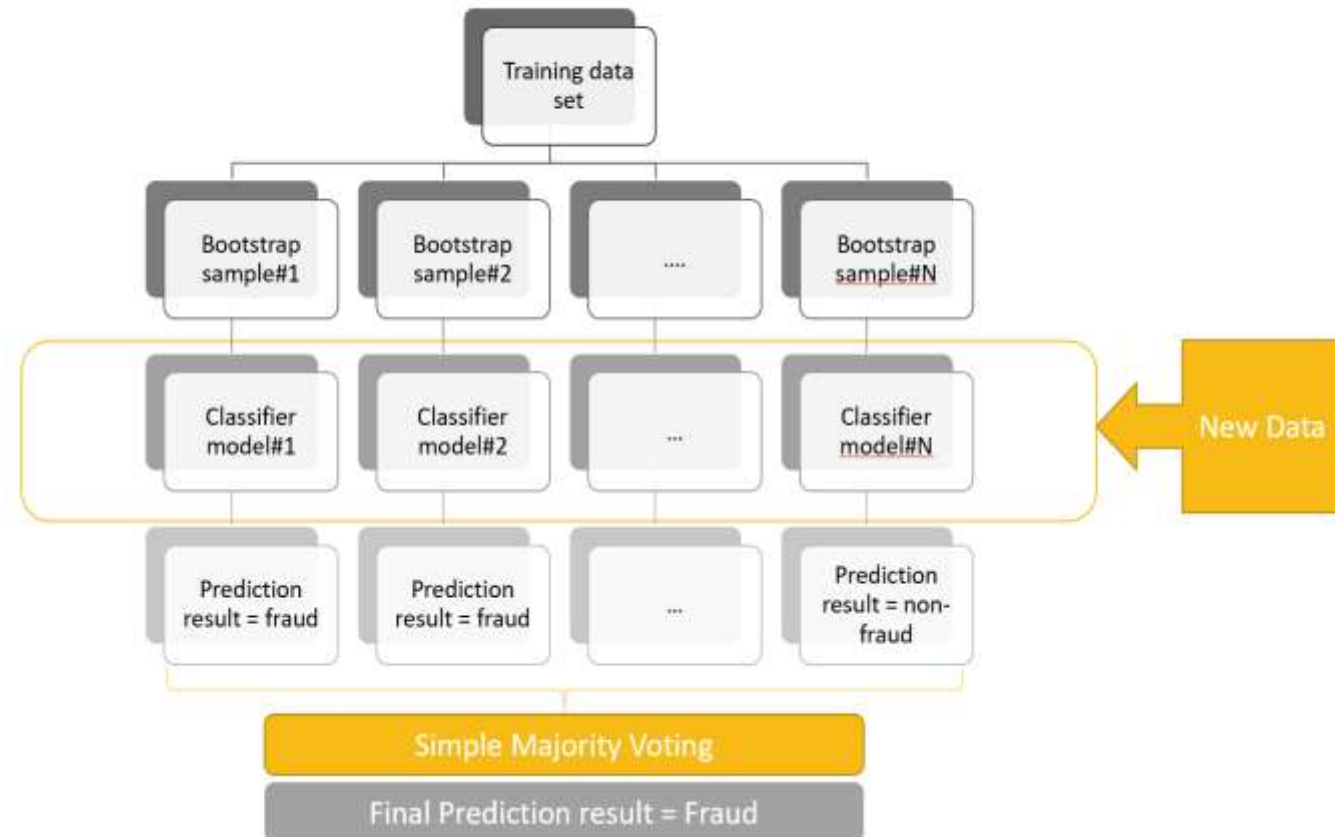 Training data
set
Bootstrap
sample#1
Bootstrap
sample#2
....
Bootstrap
sample#N
Classifier
model#1
Classifier
model#2
...
Classifier
model#N
New Data
Prediction
result = fraud
Prediction
result = fraud
...
Prediction
result = non-
fraud
Simple Majority Voting
Final Prediction result = Fraud